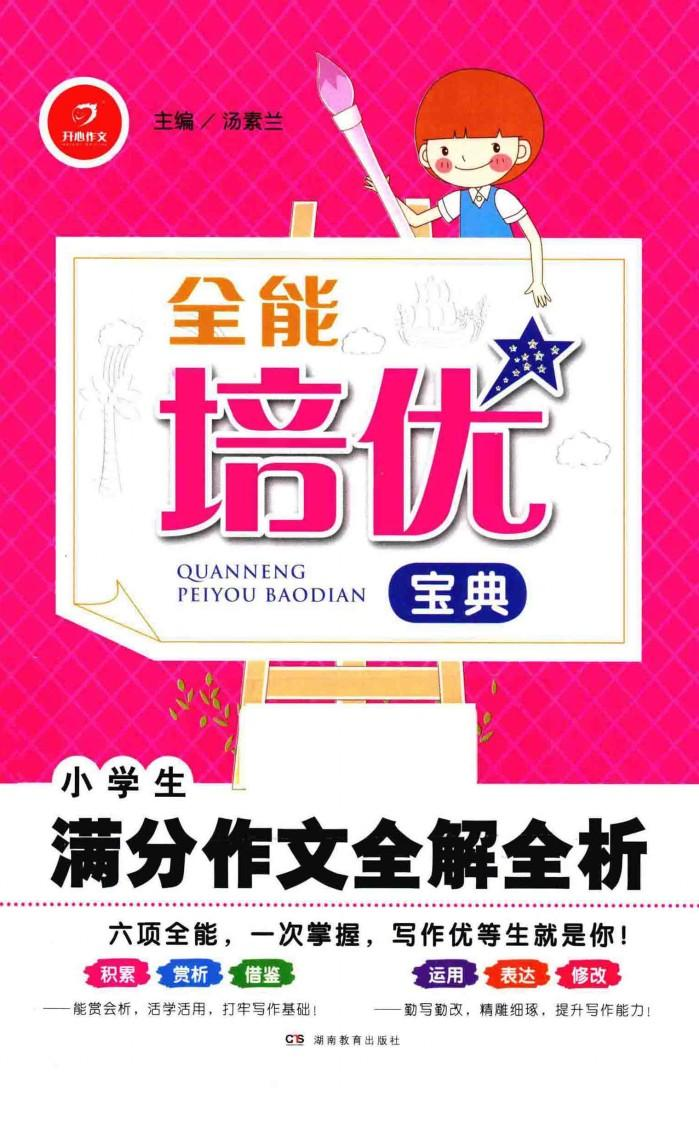 开心作文
主编／汤素兰
全能
培优
QUANNENG
PEIYOU BAODIAN
宝典
小学生
满分作文全解全析
六项全能，一次掌握，写作优等生就是你！
积累 赏析 借鉴 运用 表达 修改
——能赏会析，活学活用，打牢写作基础！ ——勤写勤改，精雕细琢，提升写作能力！
湖南教育出版社